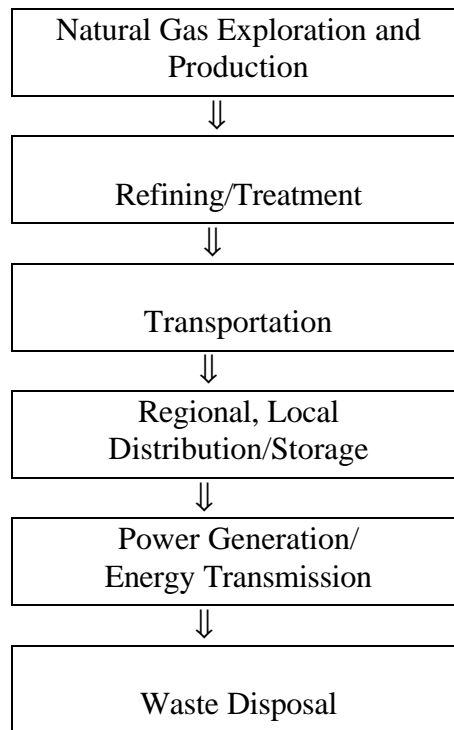 Natural Gas Exploration and
Production
⇓
Refining/Treatment
⇓
Transportation
⇓
Regional, Local
Distribution/Storage
⇓
Power Generation/
Energy Transmission
⇓
Waste Disposal